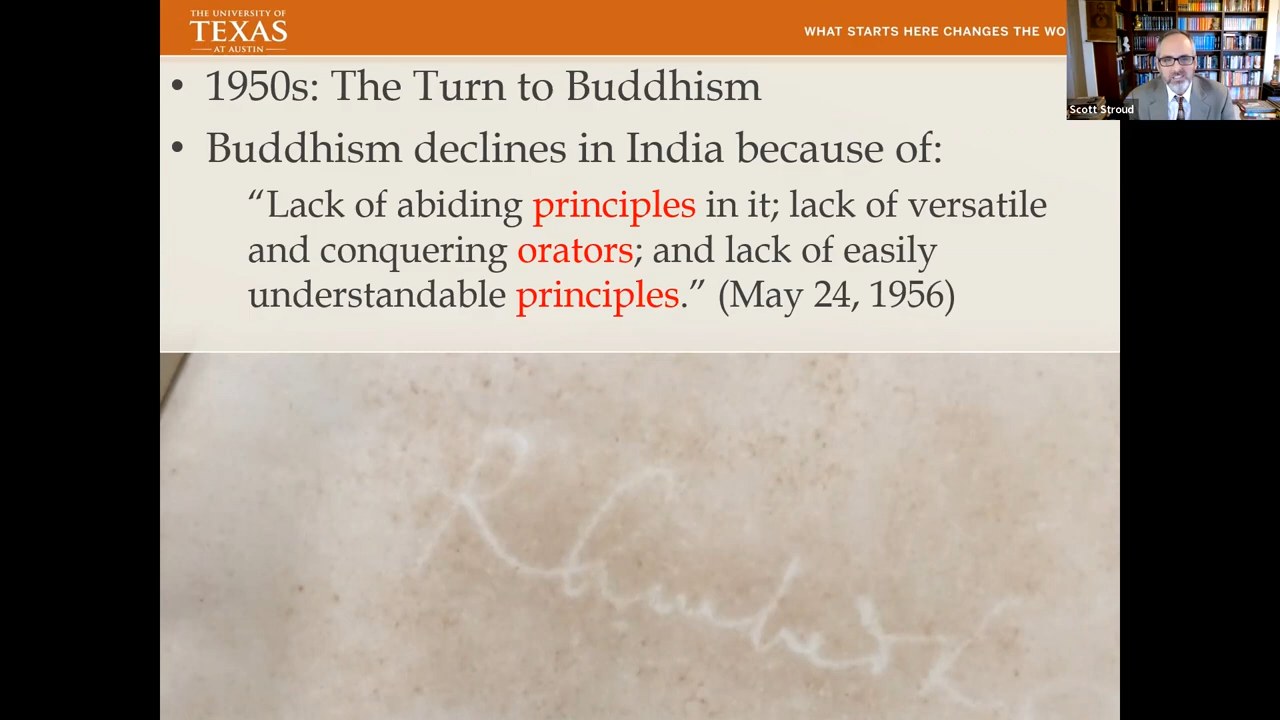 THE UNIVERSITY OF
TEXAS
AT AUSTIN
WHAT STARTS HERE CHANGES THE WO
Scott Stroud
• 1950s: The Turn to Buddhism
• Buddhism declines in India because of:
“Lack of abiding principles in it; lack of versatile
and conquering orators; and lack of easily
understandable principles.” (May 24, 1956)